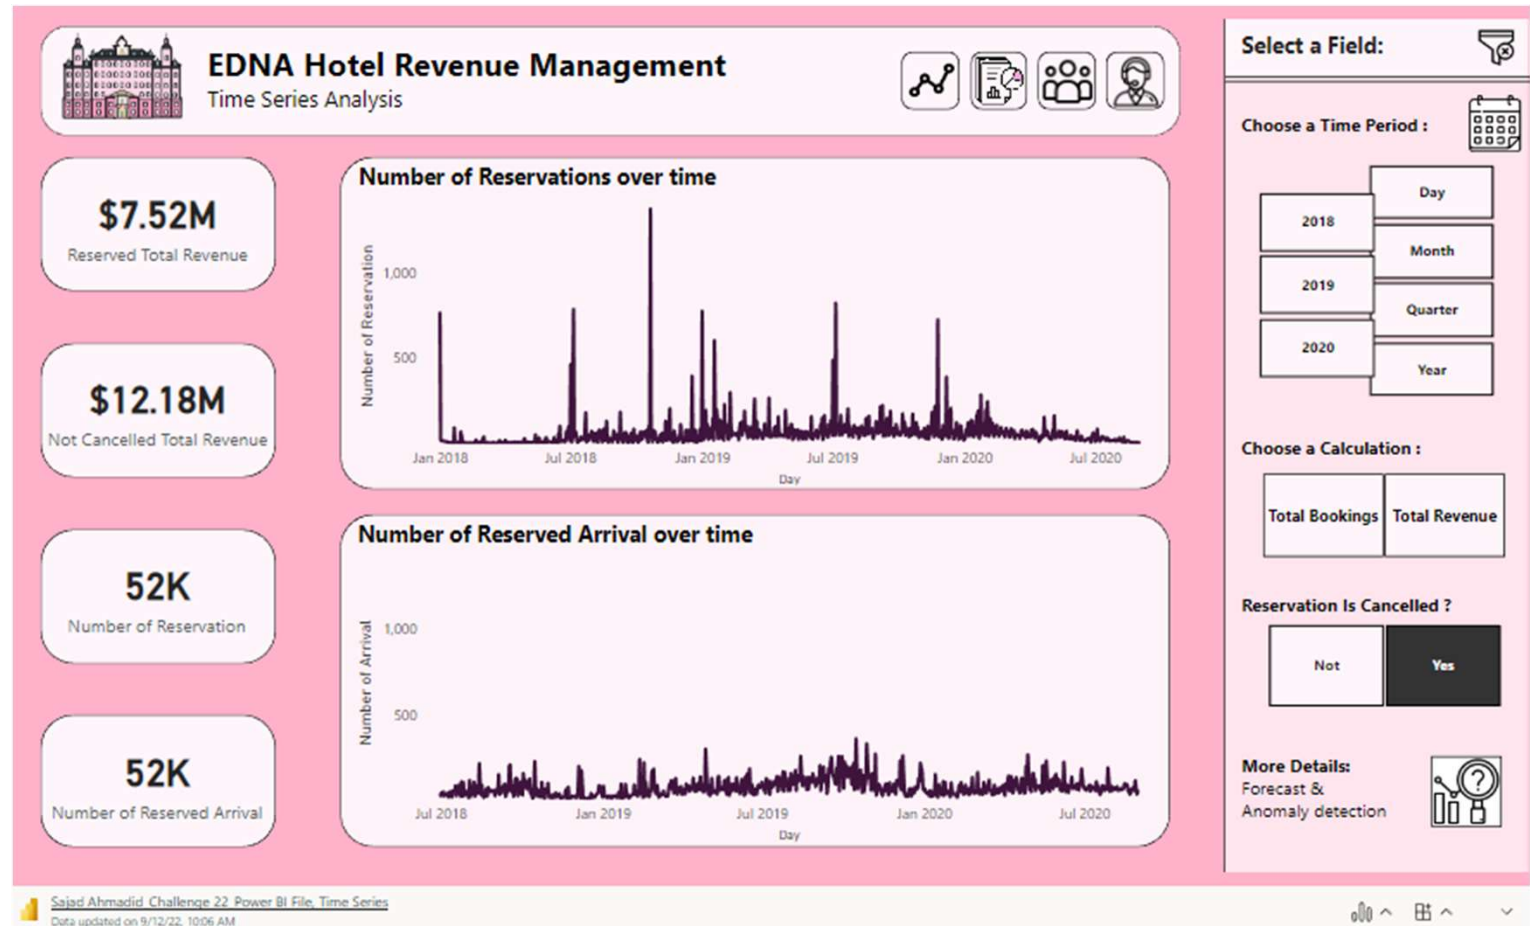 EDNA Hotel Revenue Management
Time Series Analysis
$7.52M
Reserved Total Revenue
$12.18M
Not Cancelled Total Revenue
52K
Number of Reservation
52K
Number of Reserved Arrival
Number of Reservations over time
Number of Reservation
1,000
500
Jan 2018 Jul 2018 Jan 2019 Jul 2019 Jan 2020 Jul 2020
Day
Number of Reserved Arrival over time
Number of Arrival
1,000
500
Jul 2018 Jan 2019 Jul 2019 Jan 2020 Jul 2020
Day
Select a Field:
Choose a Time Period :
2018
2019
2020
Day
Month
Quarter
Year
Choose a Calculation :
Total Bookings Total Revenue
Reservation Is Cancelled ?
Not Yes
More Details:
Forecast &
Anomaly detection
Sajad Ahmadid_Challenge 22_Power BI File, Time Series
Data updated on 9/12/22, 10:06 AM